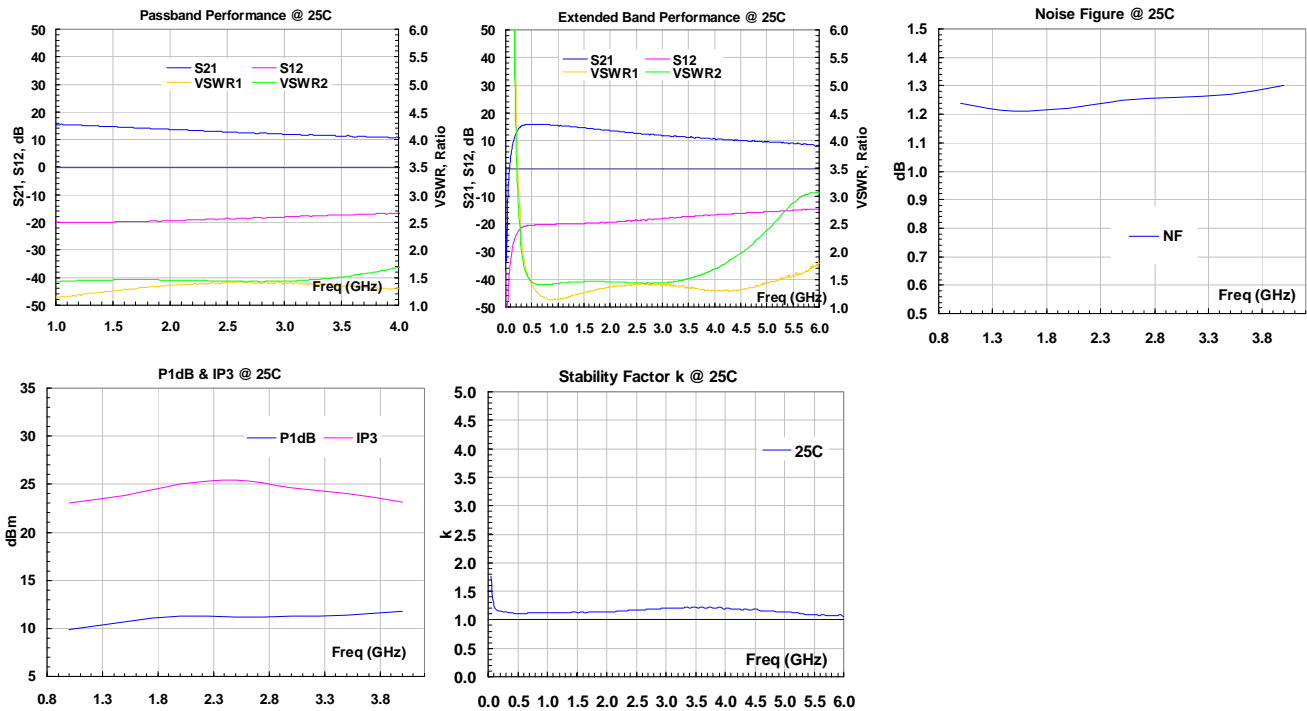 Passband Performance @ 25C
S21 S12
VSWR1 VSWR2
S21, S12, dB
VSWR, Ratio
50
40
30
20
10
0
-10
-20
-30
-40
-50
6.0
5.5
5.0
4.5
4.0
3.5
3.0
2.5
2.0
1.5
1.0
Freq (GHz)
1.0 1.5 2.0 2.5 3.0 3.5 4.0
Extended Band Performance @ 25C
S21 S12
VSWR1 VSWR2
S21, S12, dB
VSWR, Ratio
50
40
30
20
10
0
-10
-20
-30
-40
-50
6.0
5.5
5.0
4.5
4.0
3.5
3.0
2.5
2.0
1.5
1.0
Freq (GHz)
0.0 0.5 1.0 1.5 2.0 2.5 3.0 3.5 4.0 4.5 5.0 5.5 6.0
Noise Figure @ 25C
dB
1.5
1.4
1.3
1.2
1.1
1.0
0.9
0.8
0.7
0.6
0.5
NF
Freq (GHz)
0.8 1.3 1.8 2.3 2.8 3.3 3.8
P1dB & IP3 @ 25C
P1dB IP3
dBm
35
30
25
20
15
10
5
Freq (GHz)
0.8 1.3 1.8 2.3 2.8 3.3 3.8
Stability Factor k @ 25C
25C
k
5.0
4.5
4.0
3.5
3.0
2.5
2.0
1.5
1.0
0.5
0.0
Freq (GHz)
0.0 0.5 1.0 1.5 2.0 2.5 3.0 3.5 4.0 4.5 5.0 5.5 6.0